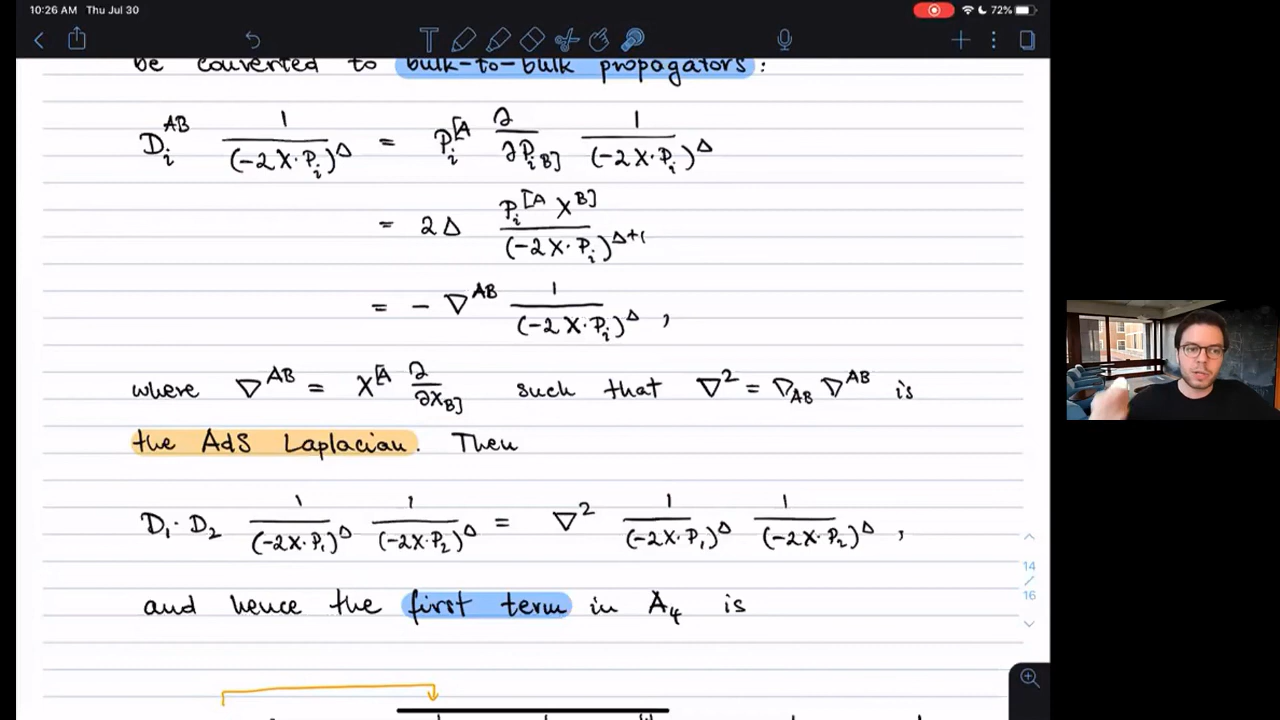 10:26 AM Thu Jul 30
72%
be converted to bulk-to-bulk propagators:
D_i^{AB} 1/(-2X·P_i)^Δ = P_i^{[A} ∂/∂P_{iB]} 1/(-2X·P_i)^Δ
= 2Δ P_i^{[A} X^{B]}/(-2X·P_i)^{Δ+1}
= - ∇^{AB} 1/(-2X·P_i)^Δ ,
where ∇^{AB} = X^{[A} ∂/∂X_{B]} such that ∇^2 = ∇_{AB} ∇^{AB} is
the AdS Laplacian. Then
D_1 · D_2 1/(-2X·P_1)^Δ 1/(-2X·P_2)^Δ = ∇^2 1/(-2X·P_1)^Δ 1/(-2X·P_2)^Δ ,
and hence the first term in A_4 is
14
/
16